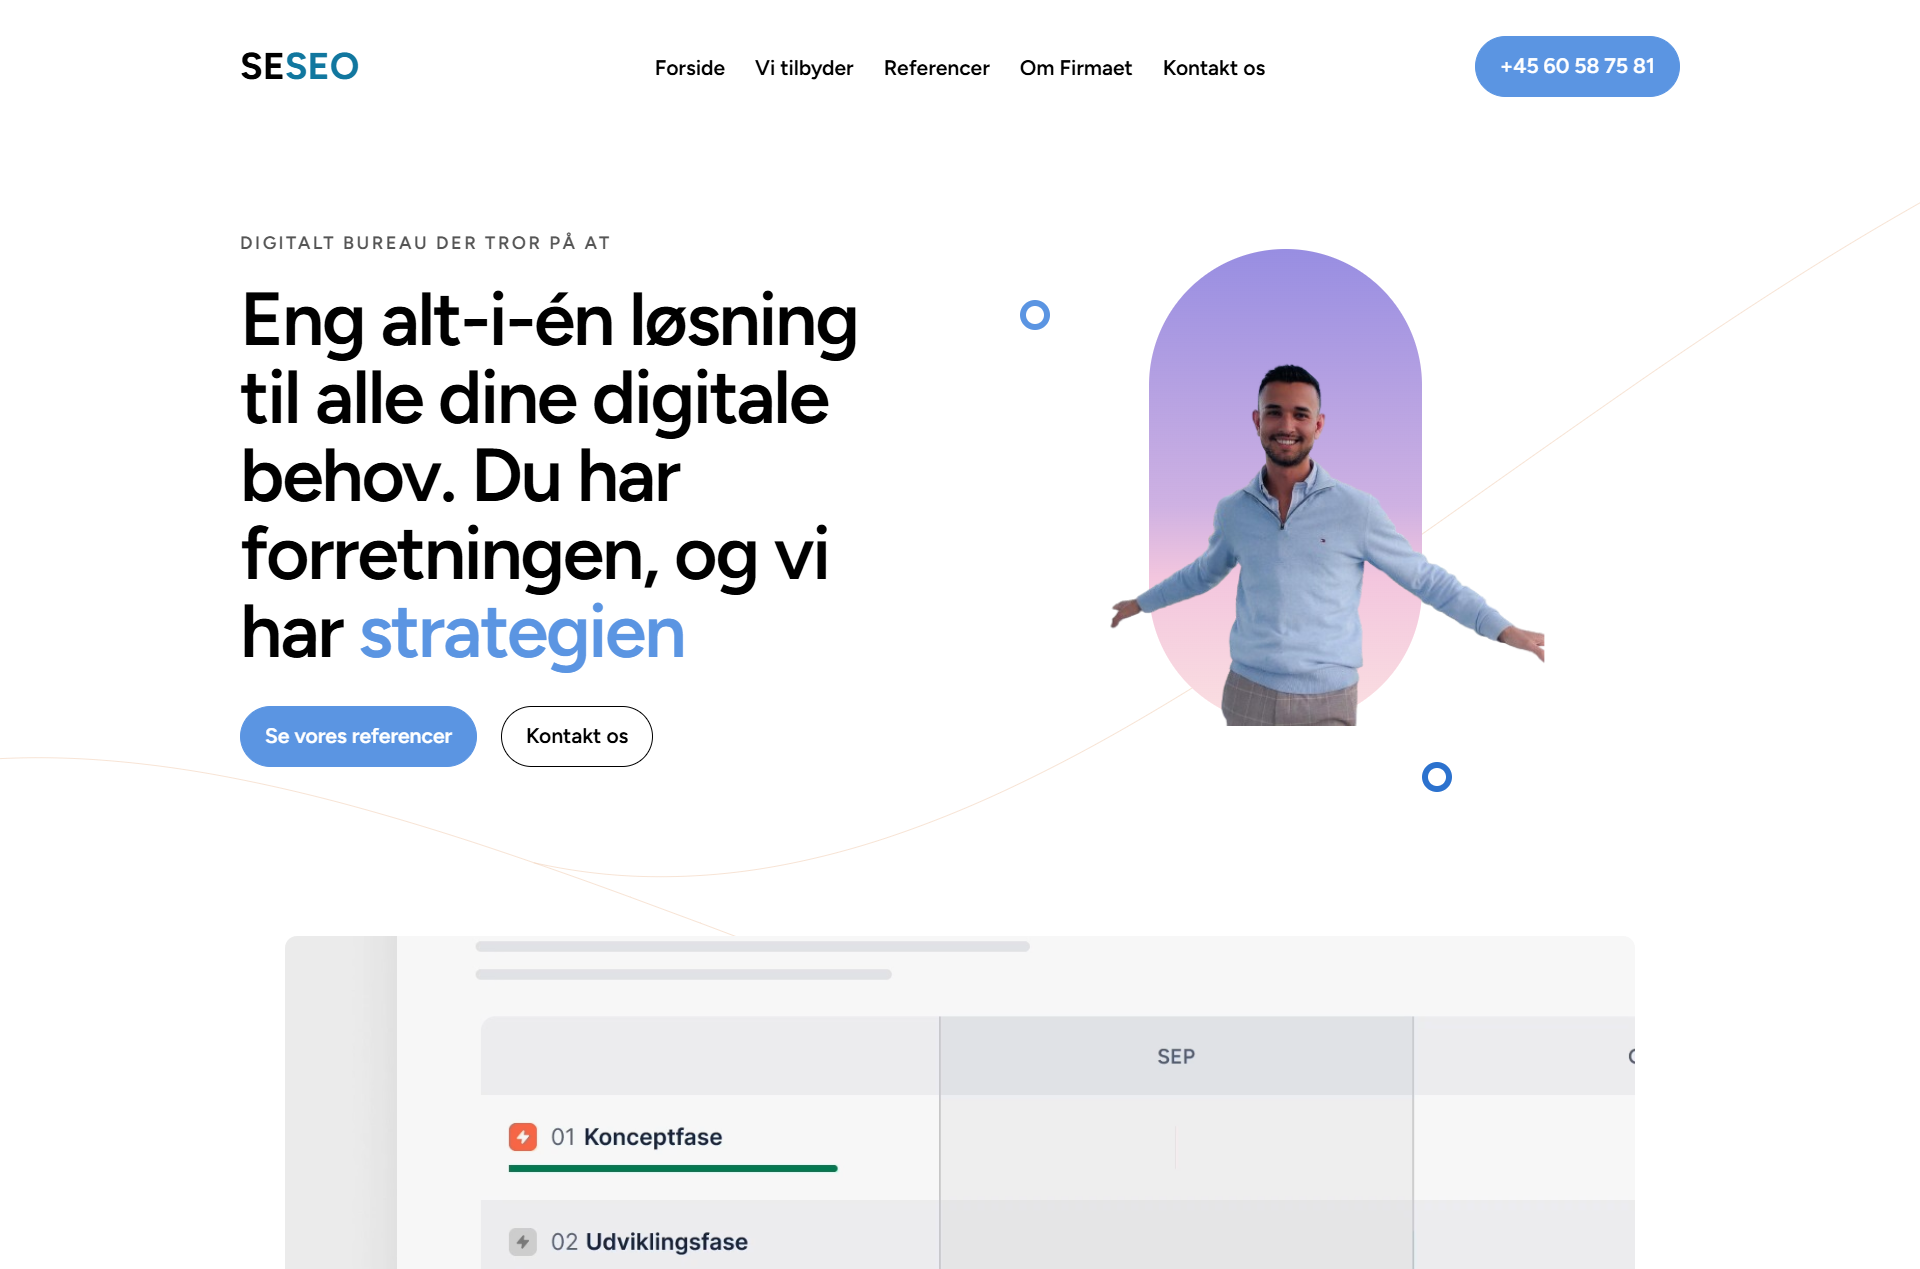 SESEO
Forside
Vi tilbyder
Referencer
Om Firmaet
Kontakt os
+45 60 58 75 81
DIGITALT BUREAU DER TROR PÅ AT
Eng alt-i-én løsning
til alle dine digitale
behov. Du har
forretningen, og vi
har strategien
Se vores referencer
Kontakt os
SEP
01 Konceptfase
02 Udviklingsfase